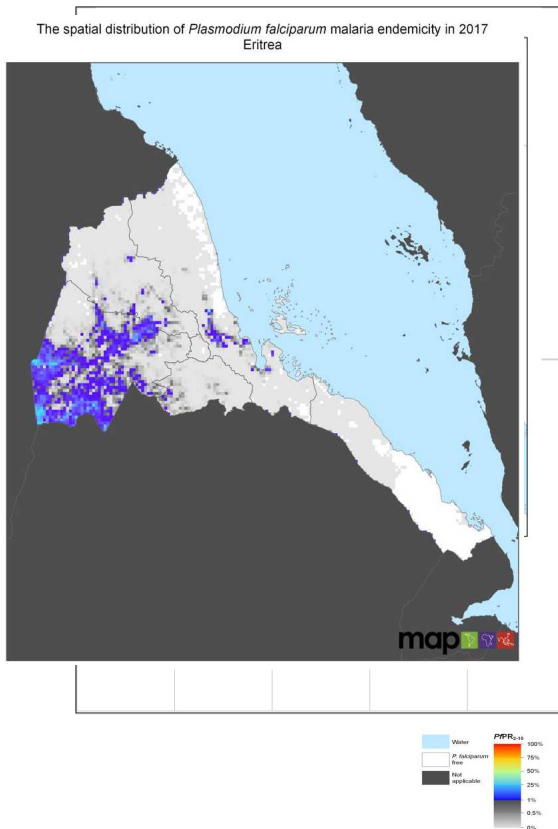 The spatial distribution of Plasmodium falciparum malaria endemicity in 2017
Eritrea
map
Water
P. falciparum
free
Not
applicable
PfPR2-10
100%
75%
50%
25%
1%
0.5%
0%